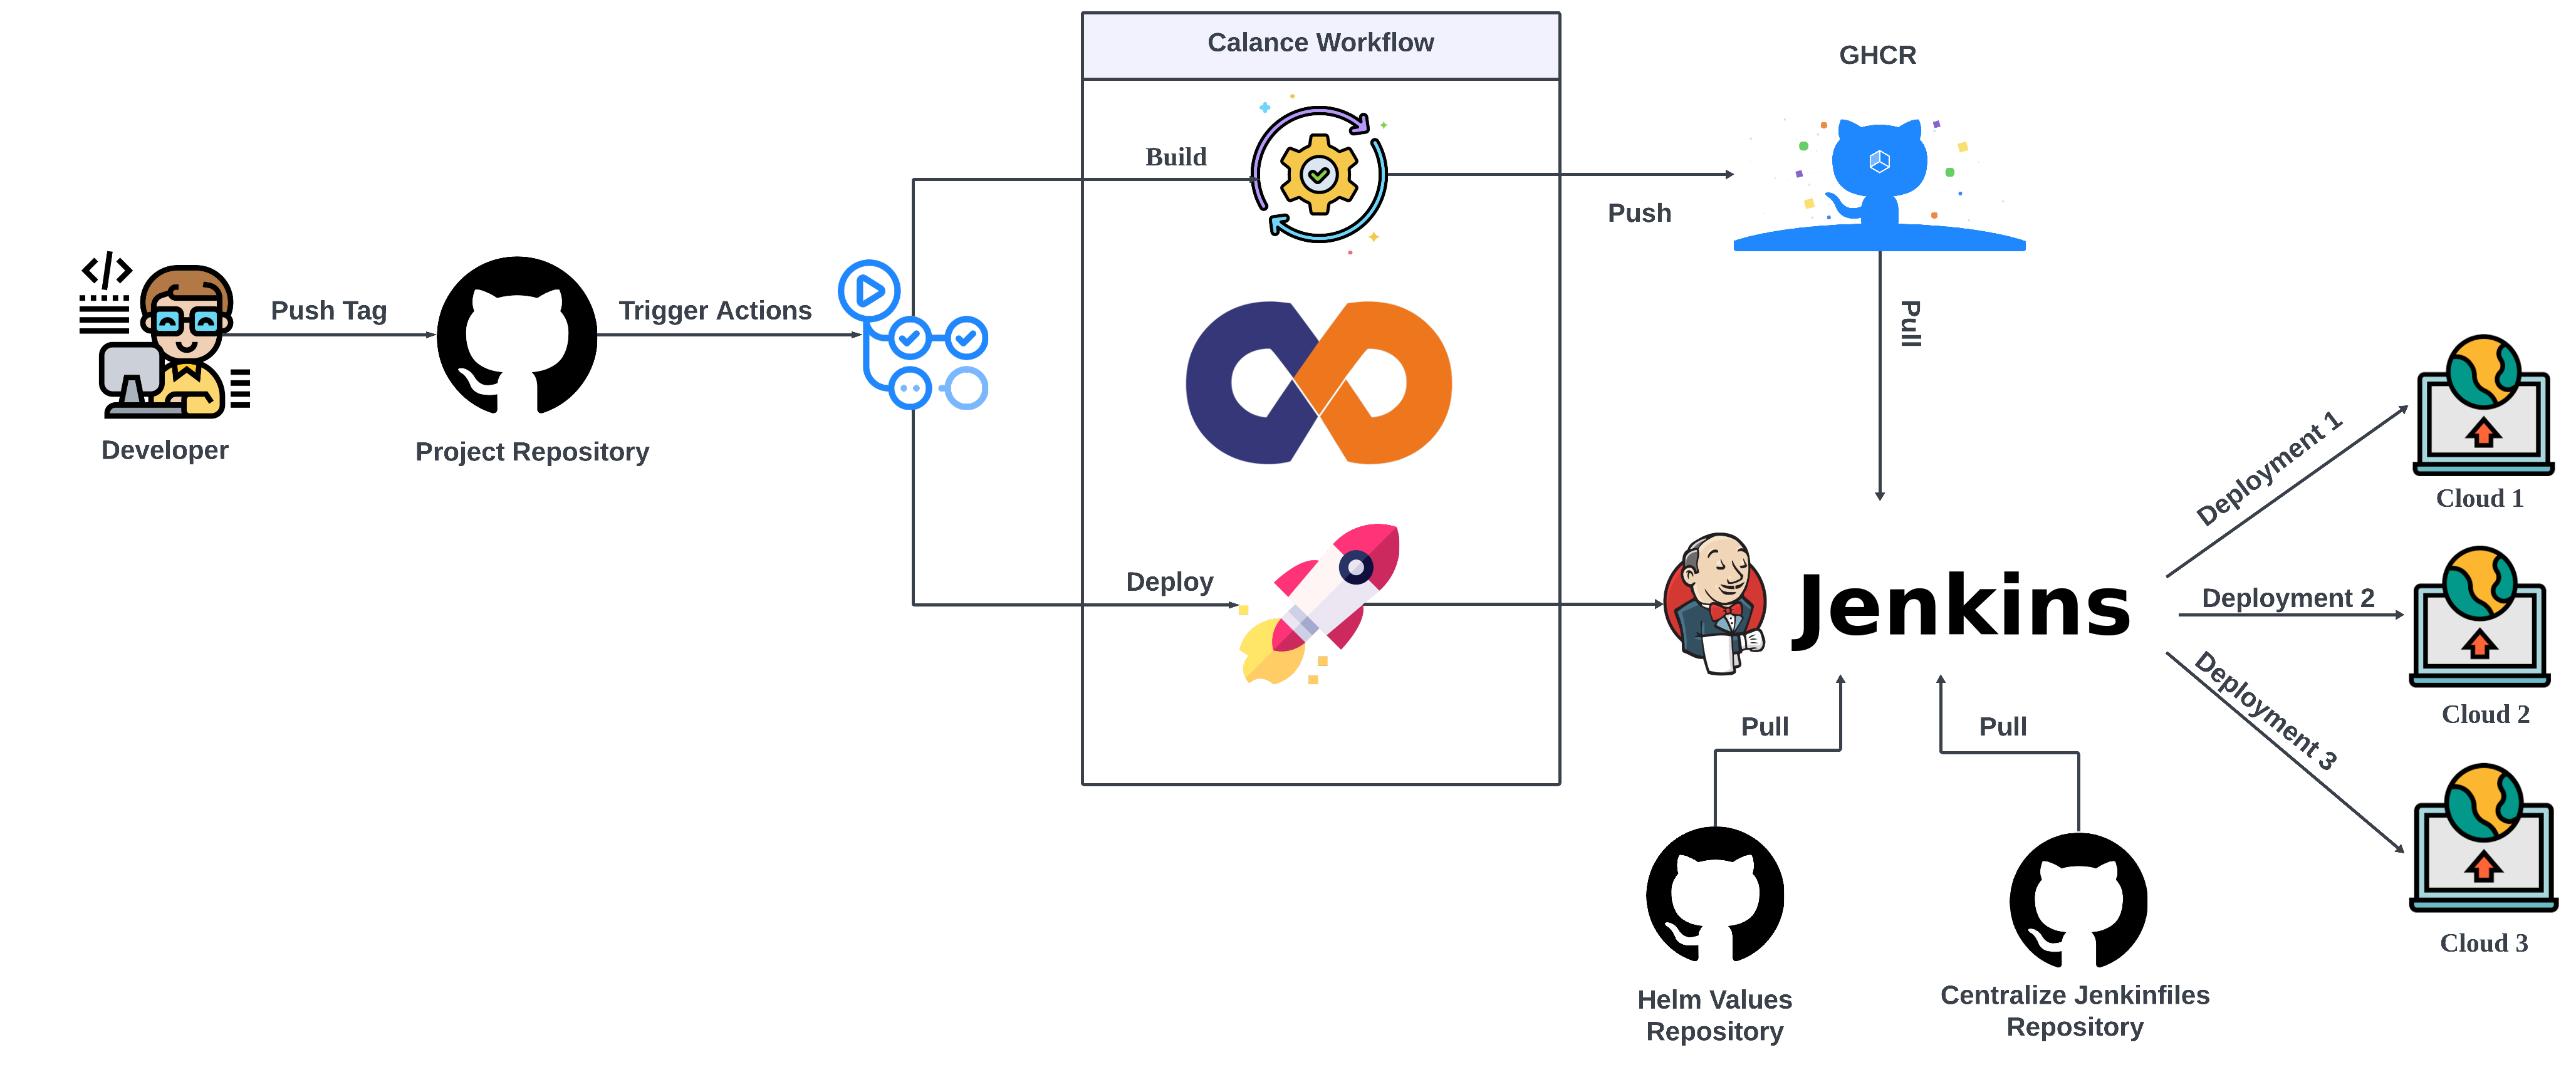 Calance Workflow
GHCR
Build
Push
Push Tag
Trigger Actions
Pull
Developer
Project Repository
Deployment 1
Cloud 1
Deploy
Jenkins
Deployment 2
Cloud 2
Deployment 3
Pull
Pull
Cloud 3
Helm Values
Repository
Centralize Jenkinfiles
Repository